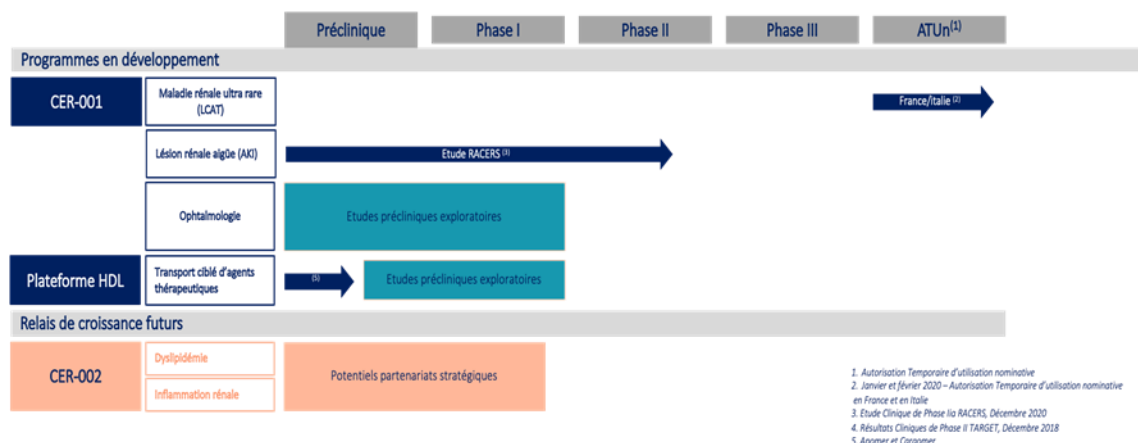 Préclinique Phase I Phase II Phase III ATUn(1)
Programmes en développement
CER-001
Maladie rénale ultra rare
(LCAT)
France/Italie (2)
Lésion rénale aigüe (AKI)
Etude RACERS (3)
Ophtalmologie
Etudes précliniques exploratoires
Plateforme HDL
Transport ciblé d'agents
thérapeutiques
(5)
Etudes précliniques exploratoires
Relais de croissance futurs
CER-002
Dyslipidémie
Inflammation rénale
Potentiels partenariats stratégiques
1. Autorisation Temporaire d'utilisation nominative
2. Janvier et février 2020 – Autorisation Temporaire d'utilisation nominative
en France et en Italie
3. Etude Clinique de Phase IIa RACERS, Décembre 2020
4. Résultats Cliniques de Phase II TARGET, Décembre 2018
5. Apomer et Cargomer